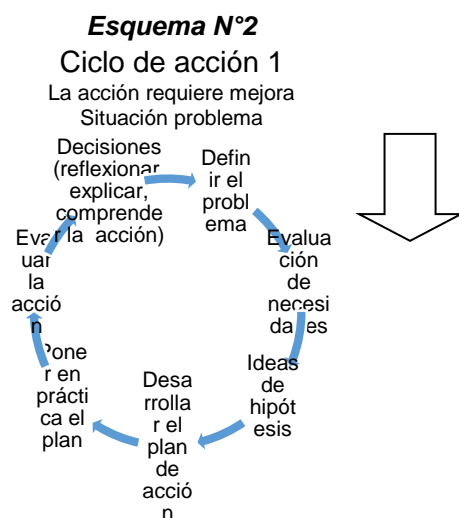 Esquema N°2
Ciclo de acción 1
La acción requiere mejora
Situación problema
Decisiones
(reflexionar,
explicar,
comprende
r la acción)
Defin
ir el
probl
ema
Evalua
ción
de
necesi
dades
Ideas
de
hipót
esis
Desa
rrolla
r el
plan
de
acció
n
Pone
r en
prácti
ca el
plan
Eval
uar
la
acció
n